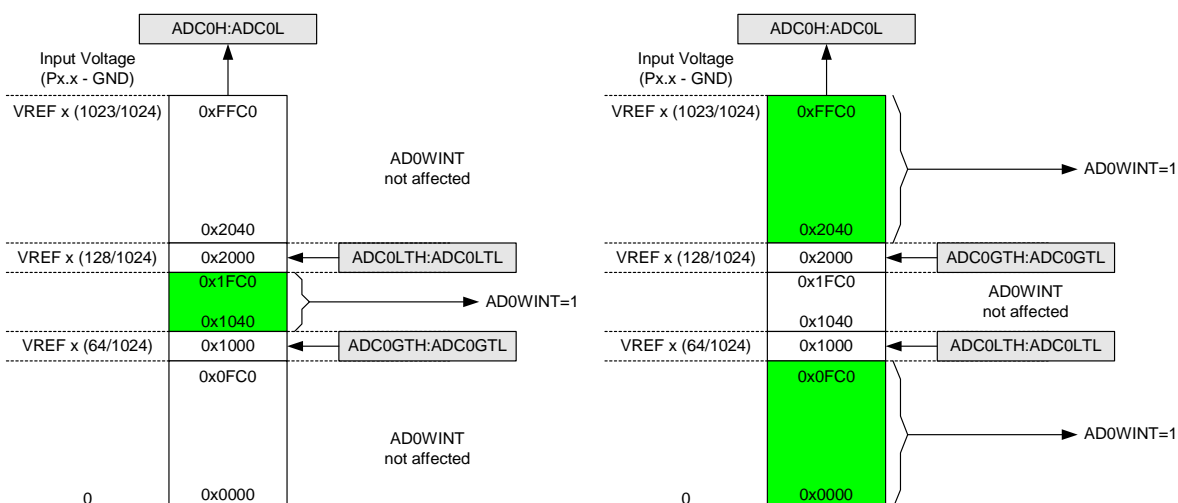 ADC0H:ADC0L
Input Voltage
(Px.x - GND)
VREF x (1023/1024)
0xFFC0
AD0WINT
not affected
0x2040
VREF x (128/1024)
0x2000
ADC0LTH:ADC0LTL
0x1FC0
AD0WINT=1
0x1040
VREF x (64/1024)
0x1000
ADC0GTH:ADC0GTL
0x0FC0
AD0WINT
not affected
0
0x0000
ADC0H:ADC0L
Input Voltage
(Px.x - GND)
VREF x (1023/1024)
0xFFC0
AD0WINT=1
0x2040
VREF x (128/1024)
0x2000
ADC0GTH:ADC0GTL
0x1FC0
AD0WINT
not affected
0x1040
VREF x (64/1024)
0x1000
ADC0LTH:ADC0LTL
0x0FC0
AD0WINT=1
0
0x0000